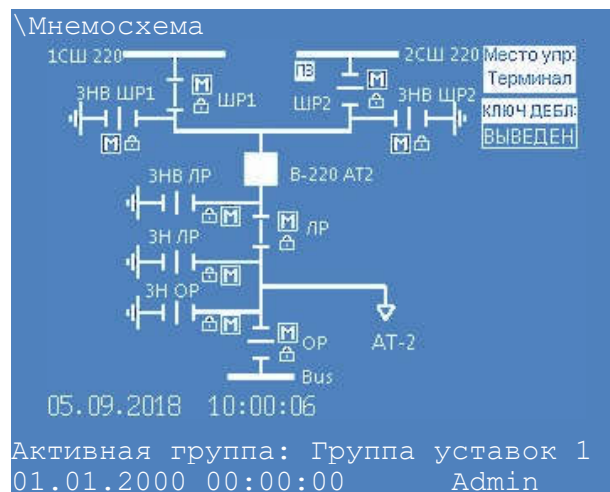 \Мнемосхема
1СШ 220
2СШ 220
Место упр:
Терминал
ПЗ
М
М
ЗНВ ШР1
ШР1
ШР2
ЗНВ ШР2
КЛЮЧ ДЕБЛ:
ВЫВЕДЕН
М
М
ЗНВ ЛР
В-220 АТ2
М
М
ЛР
ЗН ЛР
М
ЗН ОР
М
М
ОР
АТ-2
Bus
05.09.2018 10:00:06
Активная группа: Группа уставок 1
01.01.2000 00:00:00 Admin